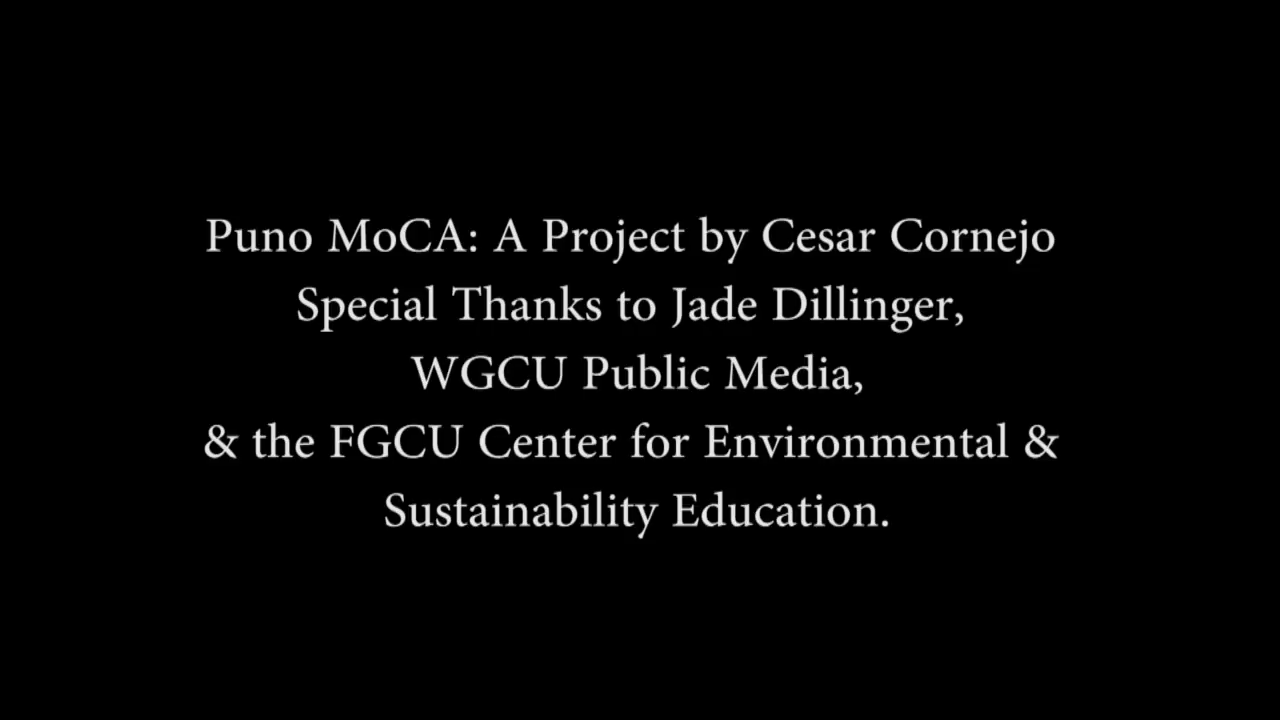 Puno MoCA: A Project by Cesar Cornejo
Special Thanks to Jade Dillinger,
WGCU Public Media,
& the FGCU Center for Environmental &
Sustainability Education.